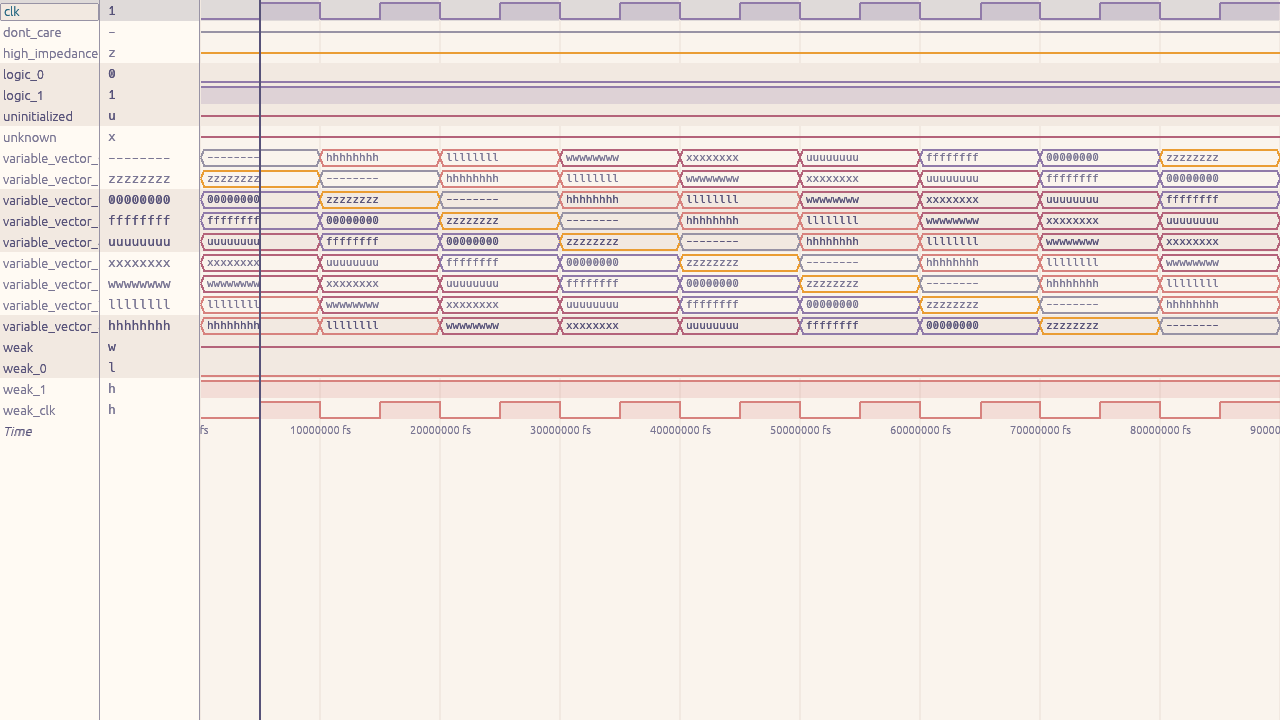 clk 1
dont_care -
high_impedance z
logic_0 0
logic_1 1
uninitialized u
unknown x
variable_vector_ -------- -------- hhhhhhhh llllllll wwwwwwww xxxxxxxx uuuuuuuu ffffffff 00000000 zzzzzzzz
variable_vector_ zzzzzzzz zzzzzzzz -------- hhhhhhhh llllllll wwwwwwww xxxxxxxx uuuuuuuu ffffffff 00000000
variable_vector_ 00000000 00000000 zzzzzzzz -------- hhhhhhhh llllllll wwwwwwww xxxxxxxx uuuuuuuu ffffffff
variable_vector_ ffffffff ffffffff 00000000 zzzzzzzz -------- hhhhhhhh llllllll wwwwwwww xxxxxxxx uuuuuuuu
variable_vector_ uuuuuuuu uuuuuuuu ffffffff 00000000 zzzzzzzz -------- hhhhhhhh llllllll wwwwwwww xxxxxxxx
variable_vector_ xxxxxxxx xxxxxxxx uuuuuuuu ffffffff 00000000 zzzzzzzz -------- hhhhhhhh llllllll wwwwwwww
variable_vector_ wwwwwwww wwwwwwww xxxxxxxx uuuuuuuu ffffffff 00000000 zzzzzzzz -------- hhhhhhhh llllllll
variable_vector_ llllllll llllllll wwwwwwww xxxxxxxx uuuuuuuu ffffffff 00000000 zzzzzzzz -------- hhhhhhhh
variable_vector_ hhhhhhhh hhhhhhhh llllllll wwwwwwww xxxxxxxx uuuuuuuu ffffffff 00000000 zzzzzzzz --------
weak w
weak_0 l
weak_1 h
weak_clk h
Time fs 10000000 fs 20000000 fs 30000000 fs 40000000 fs 50000000 fs 60000000 fs 70000000 fs 80000000 fs 90000